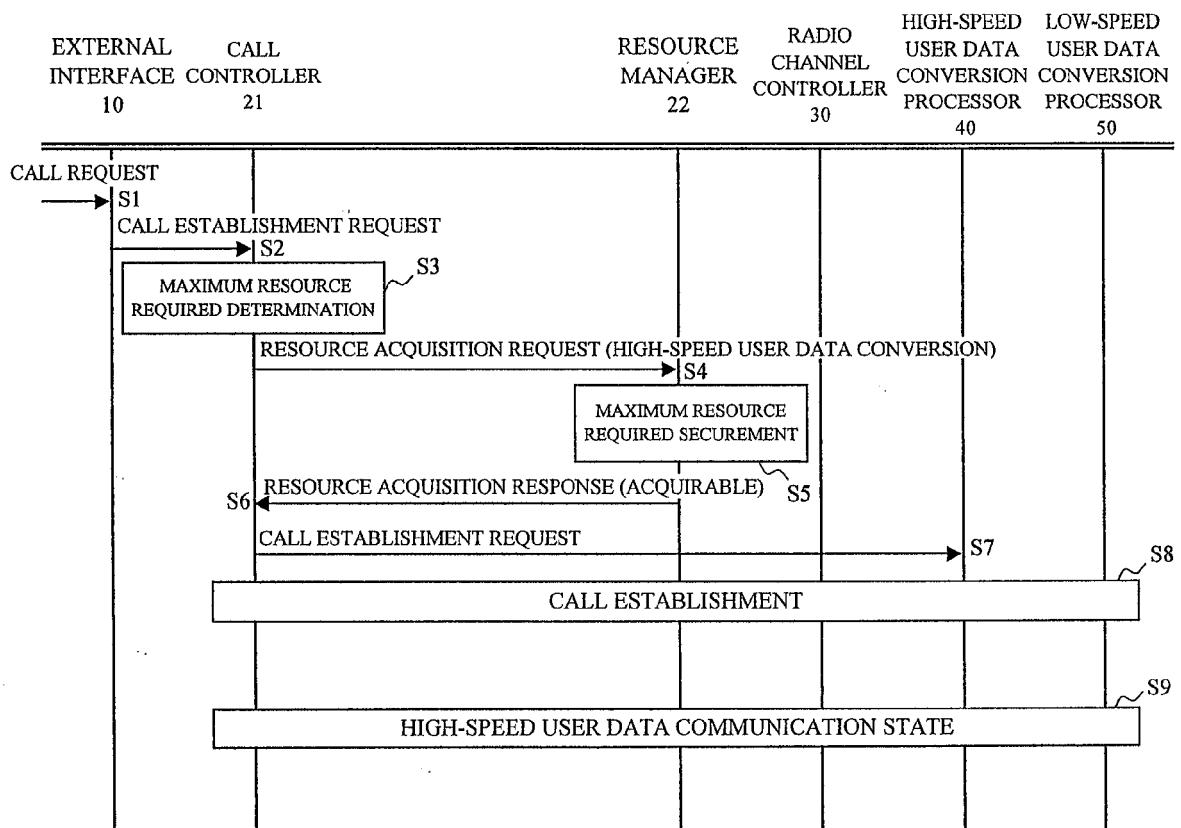 EXTERNAL
INTERFACE
10
CALL
CONTROLLER
21
RESOURCE
MANAGER
22
RADIO
CHANNEL
CONTROLLER
30
HIGH-SPEED
USER DATA
CONVERSION
PROCESSOR
40
LOW-SPEED
USER DATA
CONVERSION
PROCESSOR
50
CALL REQUEST
S1
CALL ESTABLISHMENT REQUEST
S2
S3
MAXIMUM RESOURCE
REQUIRED DETERMINATION
RESOURCE ACQUISITION REQUEST (HIGH-SPEED USER DATA CONVERSION)
S4
MAXIMUM RESOURCE
REQUIRED SECUREMENT
S5
RESOURCE ACQUISITION RESPONSE (ACQUIRABLE)
S6
CALL ESTABLISHMENT REQUEST
S7
S8
CALL ESTABLISHMENT
S9
HIGH-SPEED USER DATA COMMUNICATION STATE